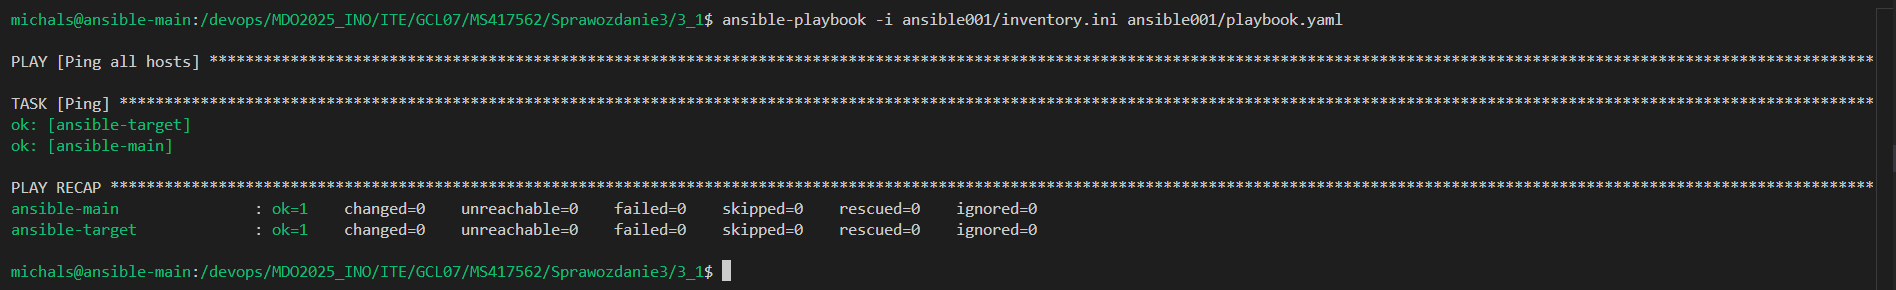 michals@ansible-main:/devops/MDO2025_INO/ITE/GCL07/MS417562/Sprawozdanie3/3_1$ ansible-playbook -i ansible001/inventory.ini ansible001/playbook.yaml
PLAY [Ping all hosts] *****************************************************************************************************************************************************************************************
TASK [Ping] ***************************************************************************************************************************************************************************************************
ok: [ansible-target]
ok: [ansible-main]
PLAY RECAP ****************************************************************************************************************************************************************************************************
ansible-main               : ok=1    changed=0    unreachable=0    failed=0    skipped=0    rescued=0    ignored=0
ansible-target             : ok=1    changed=0    unreachable=0    failed=0    skipped=0    rescued=0    ignored=0
michals@ansible-main:/devops/MDO2025_INO/ITE/GCL07/MS417562/Sprawozdanie3/3_1$